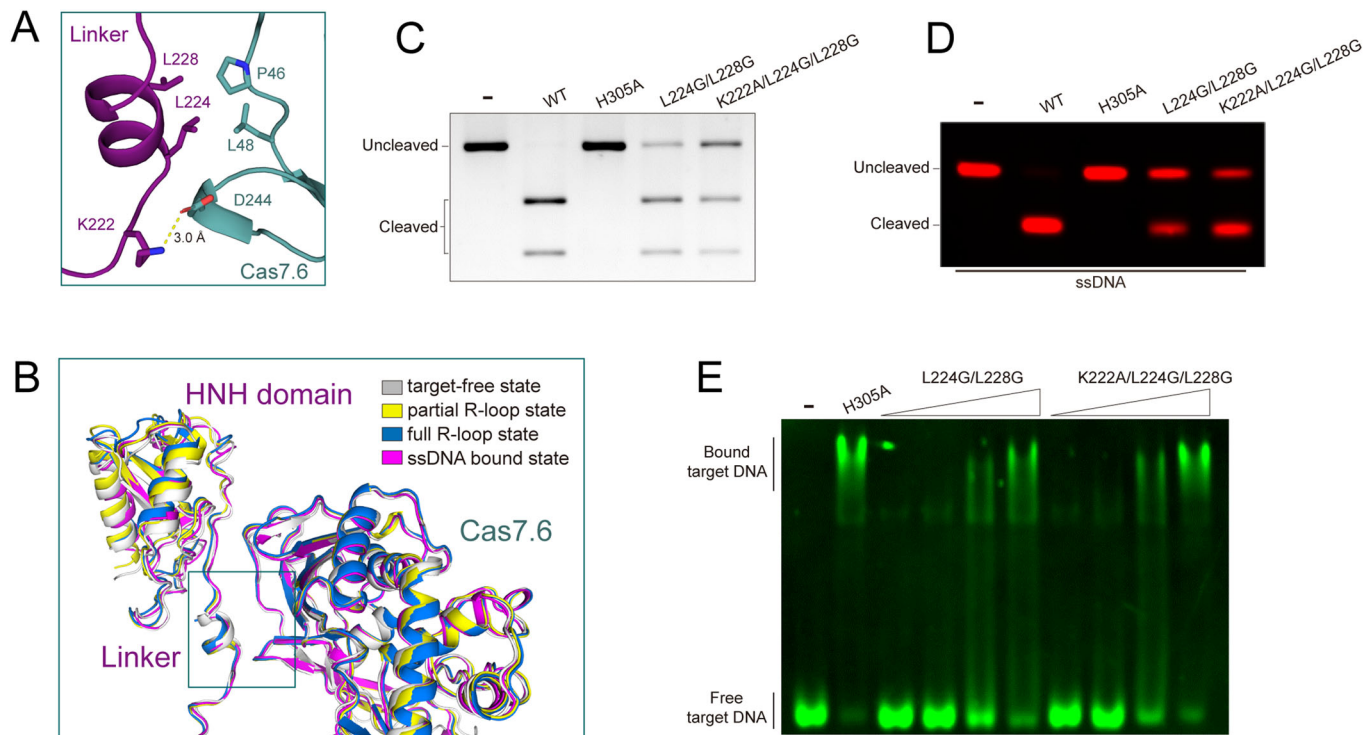 A
Linker
L228
L224
K222
P46
L48
D244
3.0 Å
Cas7.6
B
HNH domain
target-free state
partial R-loop state
full R-loop state
ssDNA bound state
Cas7.6
Linker
C
–
WT
H305A
L224G/L228G
K222A/L224G/L228G
Uncleaved
Cleaved
D
–
WT
H305A
L224G/L228G
K222A/L224G/L228G
Uncleaved
Cleaved
ssDNA
E
–
H305A
L224G/L228G
K222A/L224G/L228G
Bound
target DNA
Free
target DNA